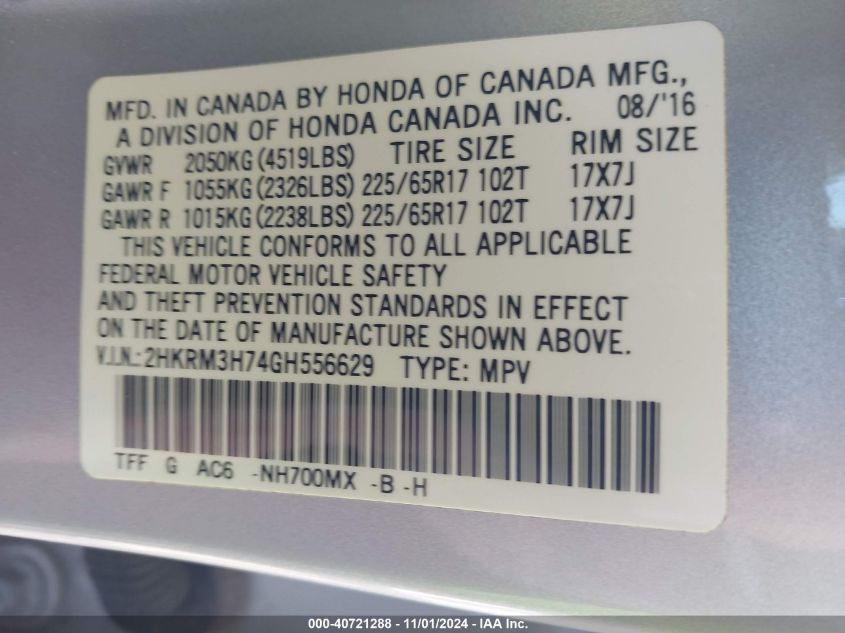 MFD. IN CANADA BY HONDA OF CANADA MFG.,
A DIVISION OF HONDA CANADA INC. 08/'16
GVWR 2050KG (4519LBS) TIRE SIZE RIM SIZE
GAWR F 1055KG (2326LBS) 225/65R17 102T 17X7J
GAWR R 1015KG (2238LBS) 225/65R17 102T 17X7J
THIS VEHICLE CONFORMS TO ALL APPLICABLE
FEDERAL MOTOR VEHICLE SAFETY
AND THEFT PREVENTION STANDARDS IN EFFECT
ON THE DATE OF MANUFACTURE SHOWN ABOVE.
V.I.N.: 2HKRM3H74GH556629 TYPE: MPV
TFF G AC6 -NH700MX -B -H
000-40721288 - 11/01/2024 - IAA Inc.